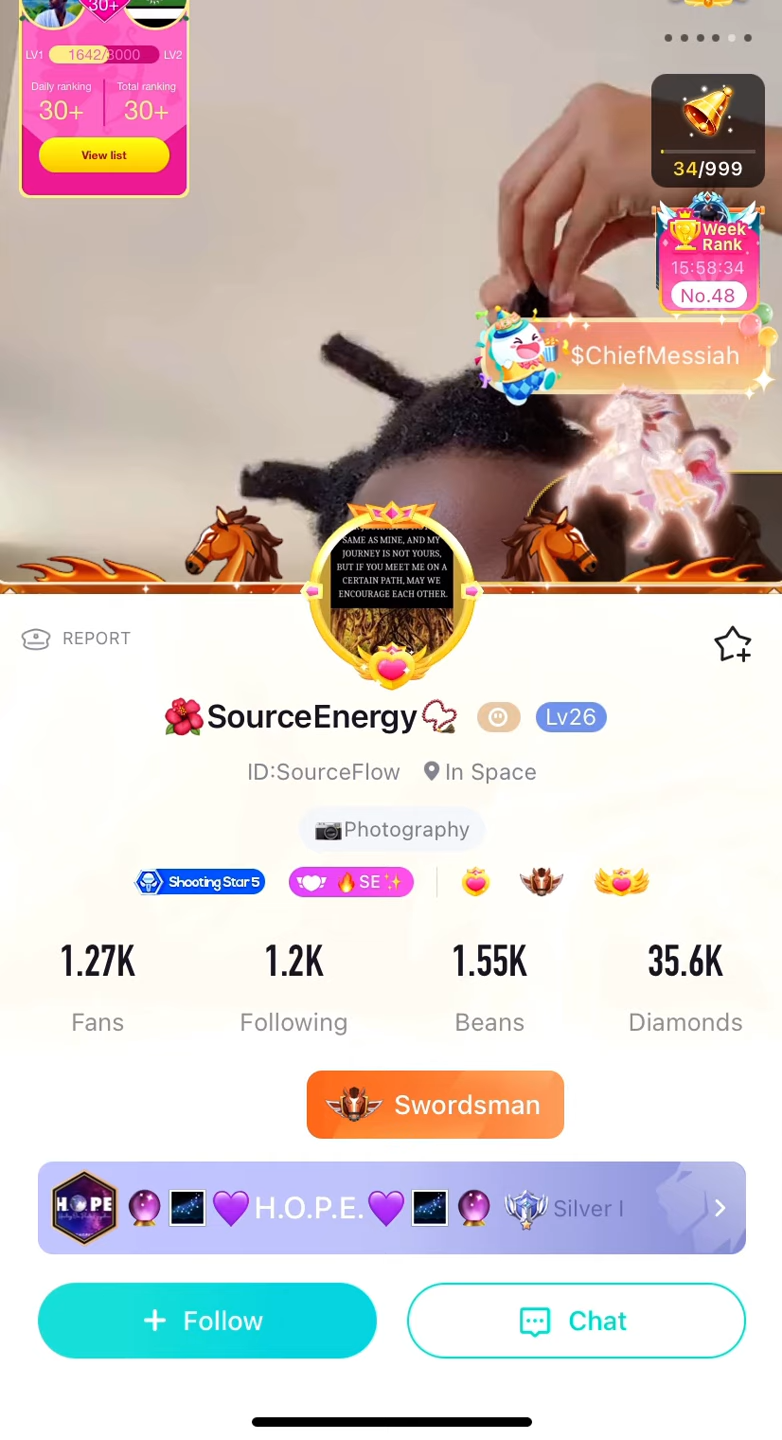 30+
LV1 1642/3000 LV2
Daily ranking Total ranking
30+ 30+
View list
34/999
Week
Rank
15:58:34
No.48
$ChiefMessiah
SAME AS MINE, AND MY
JOURNEY IS NOT YOURS,
BUT IF YOU MEET ME ON A
CERTAIN PATH, MAY WE
ENCOURAGE EACH OTHER.
REPORT
🌺SourceEnergy📿 Lv26
ID:SourceFlow In Space
📷Photography
Shooting Star 5 🔥SE✨
1.27K 1.2K 1.55K 35.6K
Fans Following Beans Diamonds
Swordsman
HOPE 🔮🌌💜H.O.P.E.💜🌌🔮 Silver I
+ Follow Chat